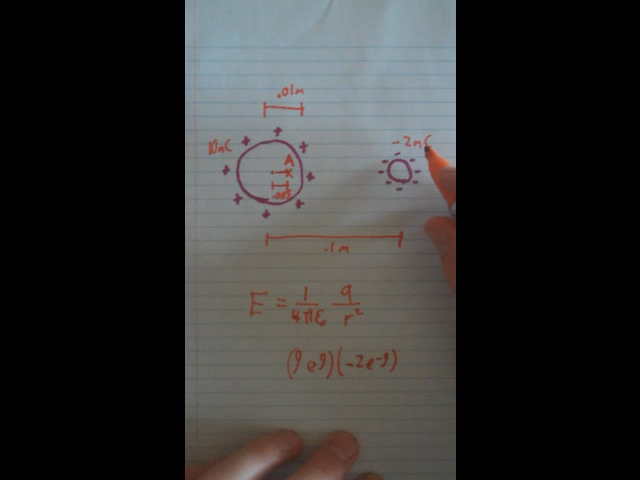 .01m
10nC
-2nC
A
x
.005
.1m
E = 1/4πε q/r²
(9e9)(-2e-9)